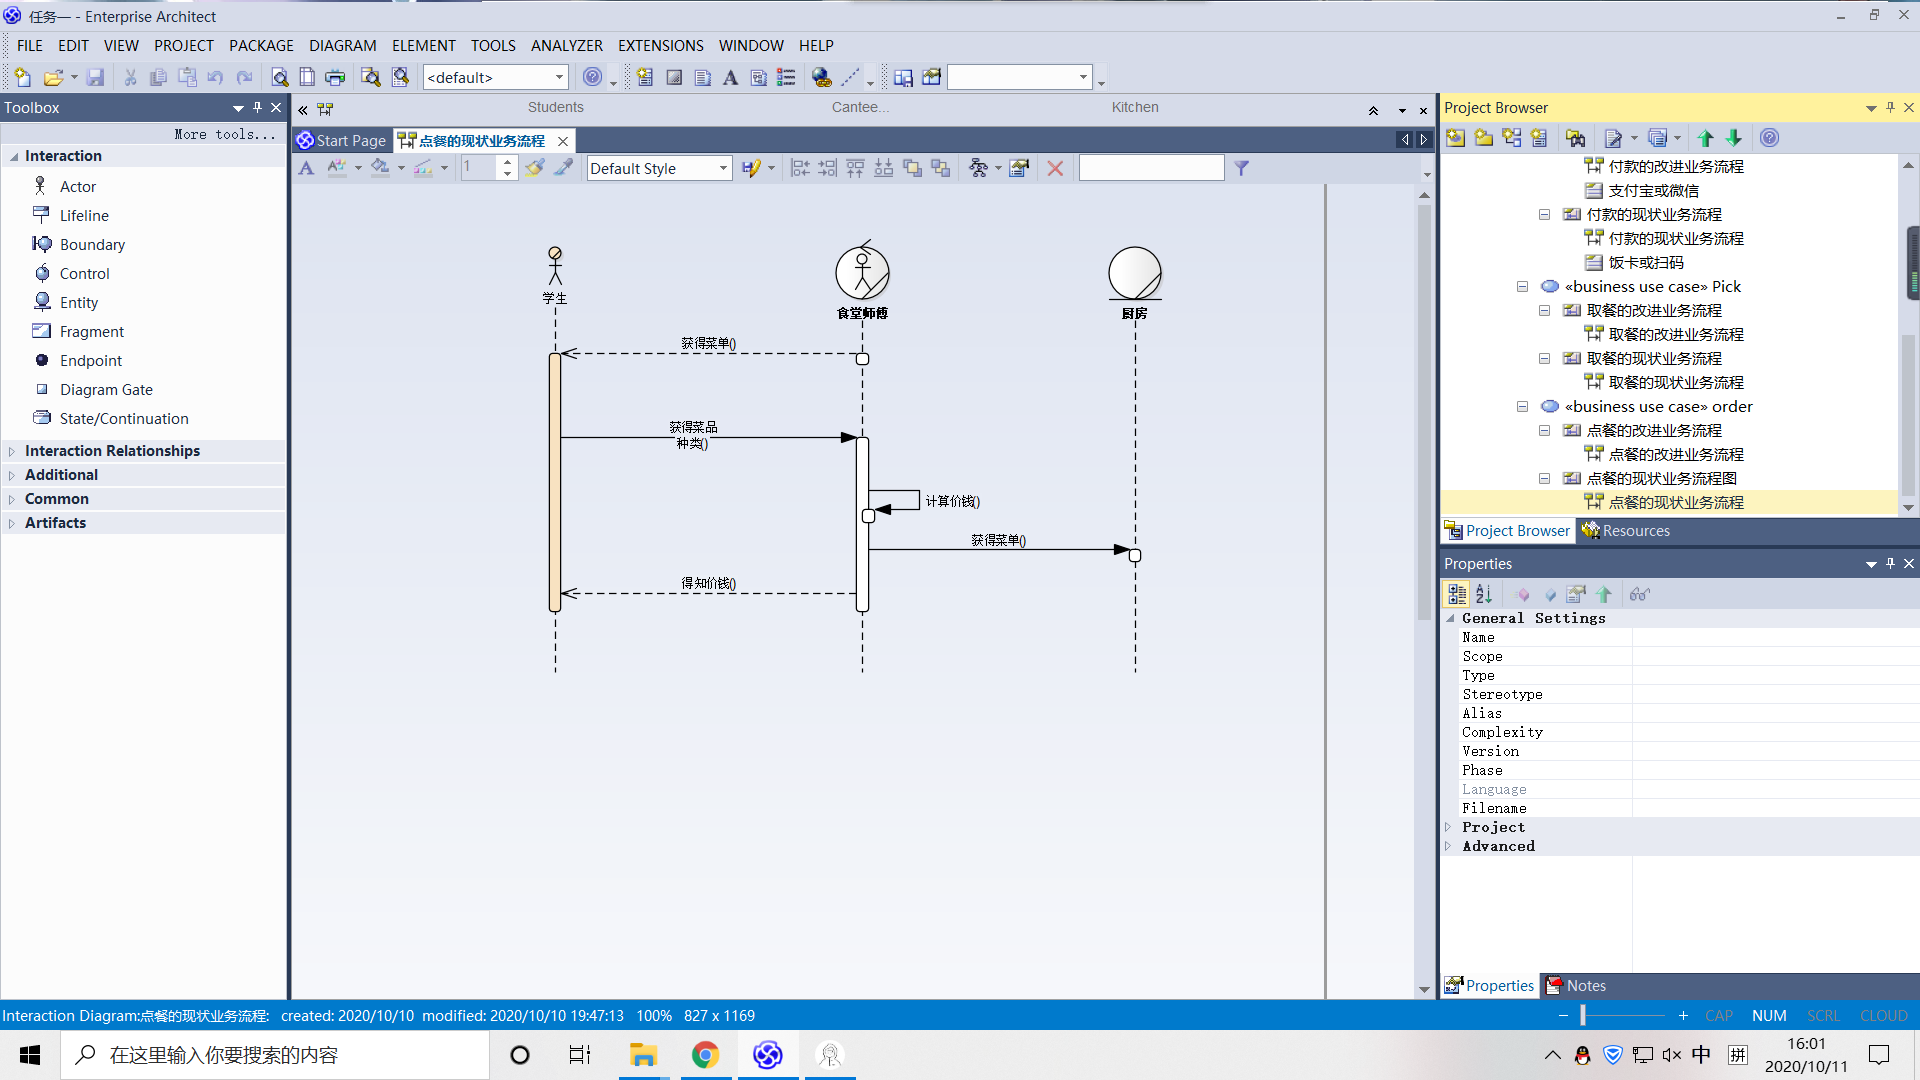 任务一 - Enterprise Architect
FILE EDIT VIEW PROJECT PACKAGE DIAGRAM ELEMENT TOOLS ANALYZER EXTENSIONS WINDOW HELP
<default>
Toolbox
More tools...
Interaction
Actor
Lifeline
Boundary
Control
Entity
Fragment
Endpoint
Diagram Gate
State/Continuation
Interaction Relationships
Additional
Common
Artifacts
Students Cantee... Kitchen
Start Page 点餐的现状业务流程
1 Default Style
学生
食堂师傅
厨房
获得菜单()
获得菜品
种类()
计算价钱()
获得菜单()
得知价钱()
Project Browser
付款的改进业务流程
支付宝或微信
付款的现状业务流程
付款的现状业务流程
饭卡或扫码
«business use case» Pick
取餐的改进业务流程
取餐的改进业务流程
取餐的现状业务流程
取餐的现状业务流程
«business use case» order
点餐的改进业务流程
点餐的改进业务流程
点餐的现状业务流程图
点餐的现状业务流程
Project Browser Resources
Properties
General Settings
Name
Scope
Type
Stereotype
Alias
Complexity
Version
Phase
Language
Filename
Project
Advanced
Properties Notes
Interaction Diagram:点餐的现状业务流程: created: 2020/10/10 modified: 2020/10/10 19:47:13 100% 827 x 1169
CAP NUM SCRL CLOUD
在这里输入你要搜索的内容
中 拼
16:01
2020/10/11